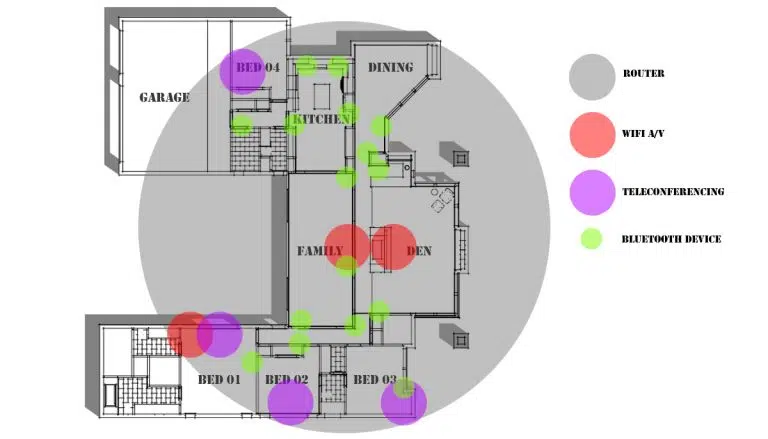 BED 04
DINING
GARAGE
KITCHEN
FAMILY
DEN
BED 01
BED 02
BED 03
ROUTER
WIFI A/V
TELECONFERENCING
BLUETOOTH DEVICE